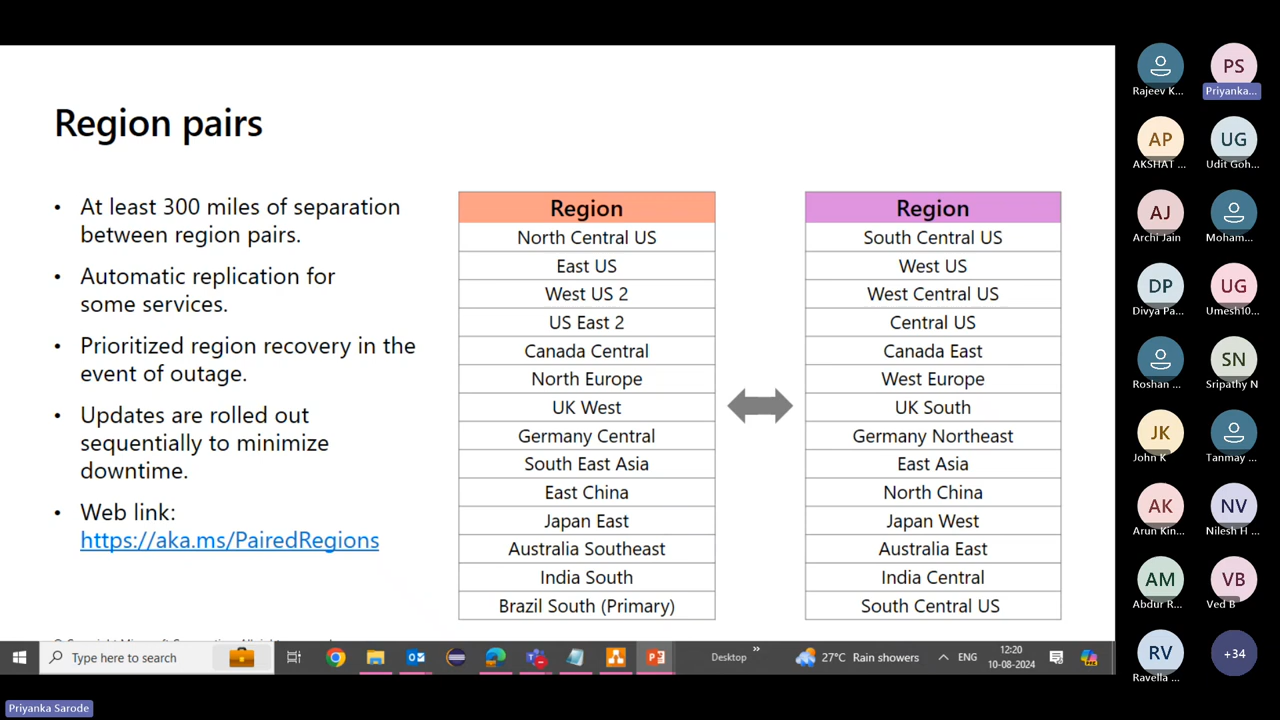 Region pairs
• At least 300 miles of separation
between region pairs.
• Automatic replication for
some services.
• Prioritized region recovery in the
event of outage.
• Updates are rolled out
sequentially to minimize
downtime.
• Web link:
https://aka.ms/PairedRegions
Region
North Central US
East US
West US 2
US East 2
Canada Central
North Europe
UK West
Germany Central
South East Asia
East China
Japan East
Australia Southeast
India South
Brazil South (Primary)
Region
South Central US
West US
West Central US
Central US
Canada East
West Europe
UK South
Germany Northeast
East Asia
North China
Japan West
Australia East
India Central
South Central US
Type here to search
Desktop
27°C Rain showers
ENG
12:20
10-08-2024
Priyanka Sarode
Rajeev K...
PS
Priyanka...
AP
AKSHAT ...
UG
Udit Goh...
AJ
Archi Jain
Moham...
DP
Divya Pa...
UG
Umesh10...
Roshan ...
SN
Sripathy N
JK
John K
Tanmay ...
AK
Arun Kin...
NV
Nilesh H ...
AM
Abdur R...
VB
Ved B
RV
Ravella ...
+34